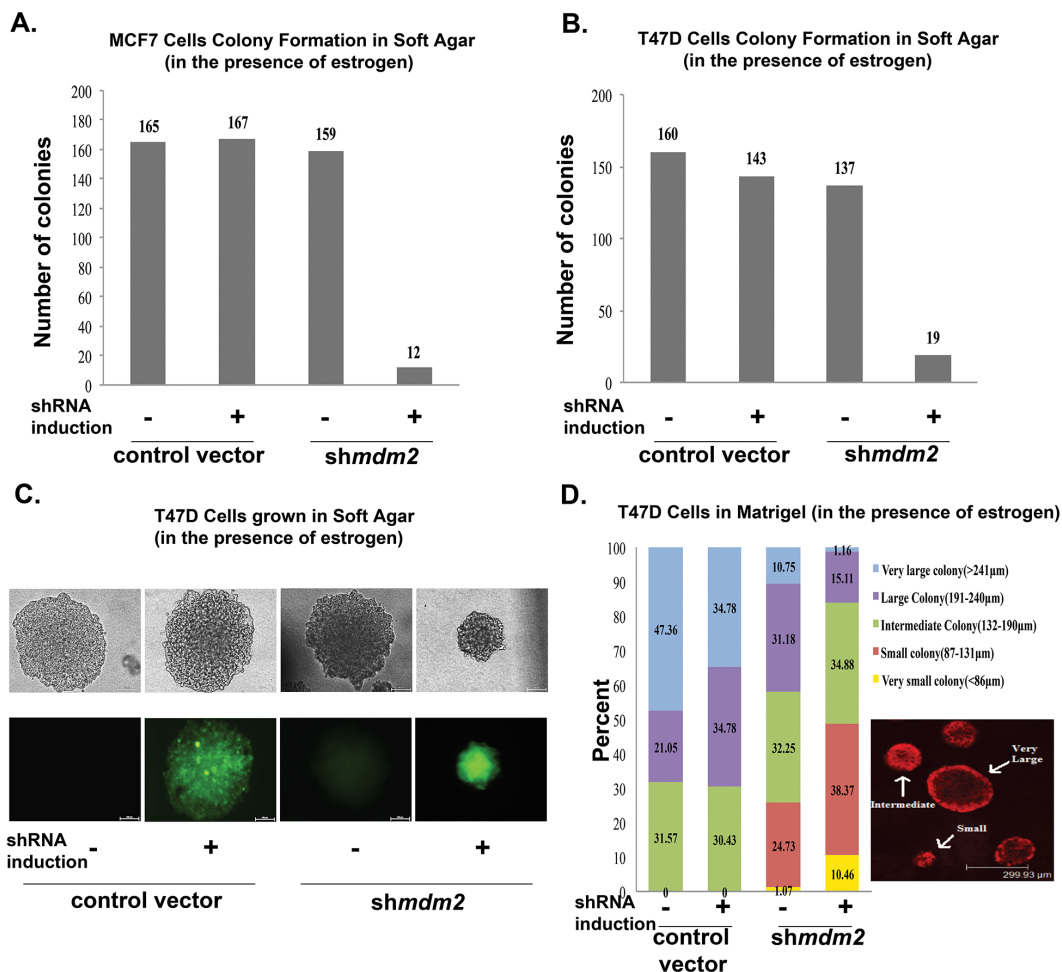 A.
MCF7 Cells Colony Formation in Soft Agar
(in the presence of estrogen)
Number of colonies
200
180
160
140
120
100
80
60
40
20
0
165
167
159
12
shRNA
induction
- + - +
control vector
shmdm2
B.
T47D Cells Colony Formation in Soft Agar
(in the presence of estrogen)
Number of colonies
200
150
100
50
0
160
143
137
19
shRNA
induction
- + - +
control vector
shmdm2
C.
T47D Cells grown in Soft Agar
(in the presence of estrogen)
shRNA
induction
- + - +
control vector
shmdm2
D.
T47D Cells in Matrigel (in the presence of estrogen)
Percent
100
90
80
70
60
50
40
30
20
10
0
47.36
21.05
31.57
0
34.78
34.78
30.43
0
10.75
31.18
32.25
24.73
1.07
1.16
15.11
34.88
38.37
10.46
Very large colony(>241µm)
Large Colony(191-240µm)
Intermediate Colony(132-190µm)
Small colony(87-131µm)
Very small colony(<86µm)
Very
Large
Intermediate
Small
299.93 µm
shRNA
induction
- + - +
control
vector
shmdm2